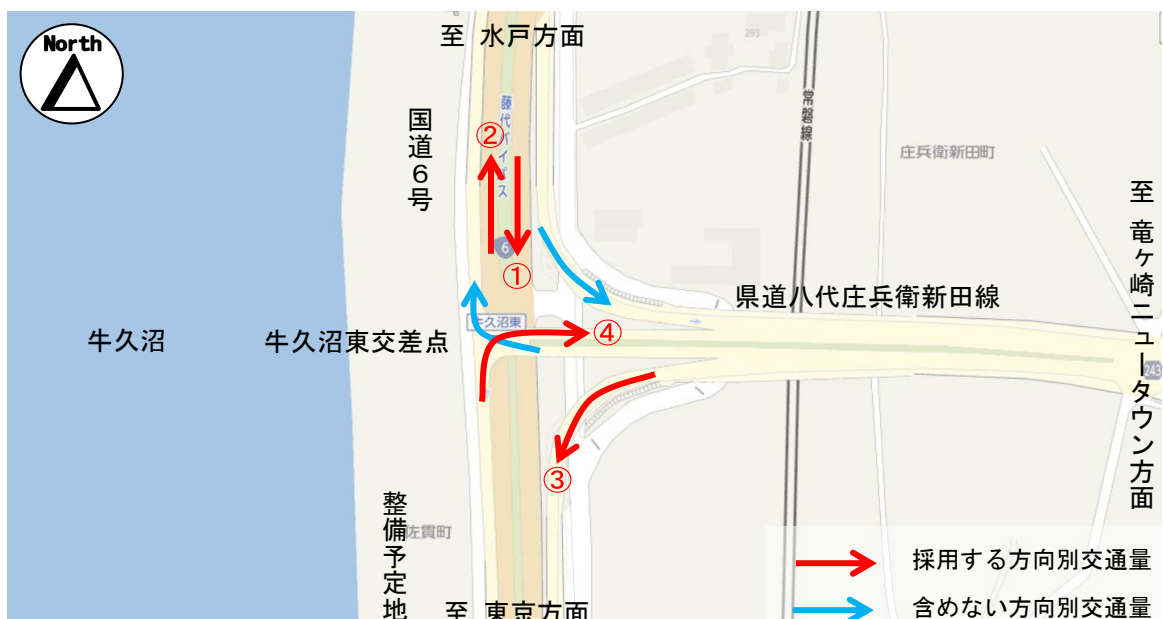 North
至 水戸方面
293
国道6号
藤代バイパス
②
常磐線
庄兵衛新田町
至 竜ヶ崎ニュータウン方面
6
①
県道八代庄兵衛新田線
牛久沼
牛久沼東交差点
牛久沼東
④
243
③
整備予定地
佐貫町
採用する方向別交通量
至 東京方面
含めない方向別交通量